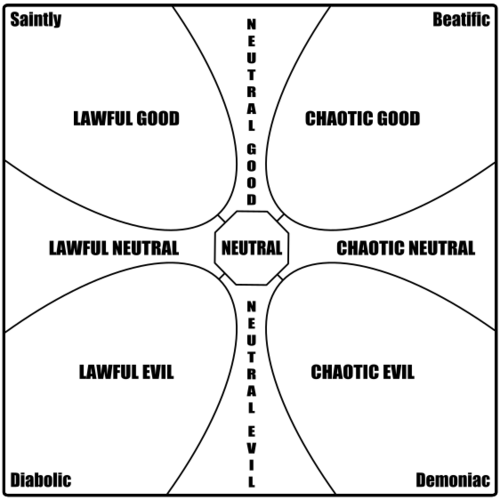 Saintly
Beatific
NEUTRAL GOOD
LAWFUL GOOD
CHAOTIC GOOD
LAWFUL NEUTRAL
NEUTRAL
CHAOTIC NEUTRAL
NEUTRAL EVIL
LAWFUL EVIL
CHAOTIC EVIL
Diabolic
Demoniac